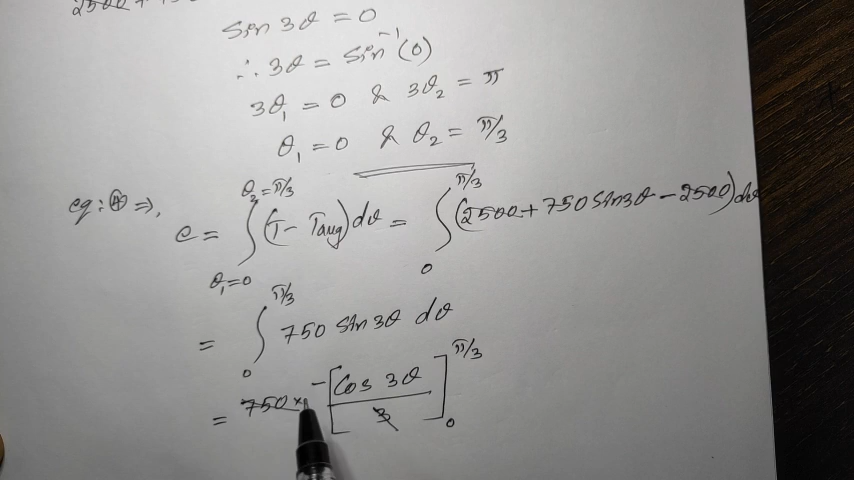 2500 +
Sin 3θ = 0
∴ 3θ = Sin⁻¹(0)
3θ₁ = 0 & 3θ₂ = π
θ₁ = 0 & θ₂ = π/3
eq: Ⓐ ⇒, e = ∫_{θ₁=0}^{θ₂=π/3} (T - Tavg) dθ = ∫_0^{π/3} (2500 + 750 Sin3θ - 2500) dθ
= ∫_0^{π/3} 750 Sin 3θ dθ
= 750 × -[Cos 3θ / 3]_0^{π/3}